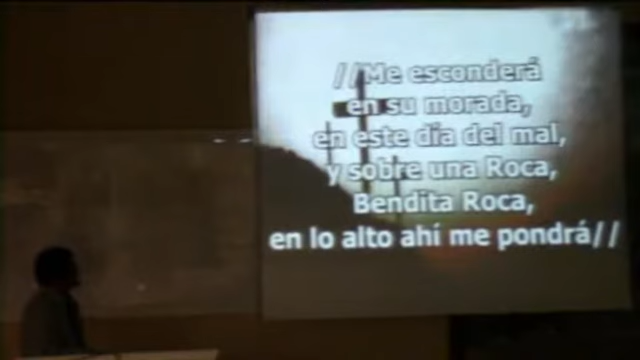 //Me esconderá
en su morada,
en este día del mal,
y sobre una Roca,
Bendita Roca,
en lo alto ahí me pondrá//